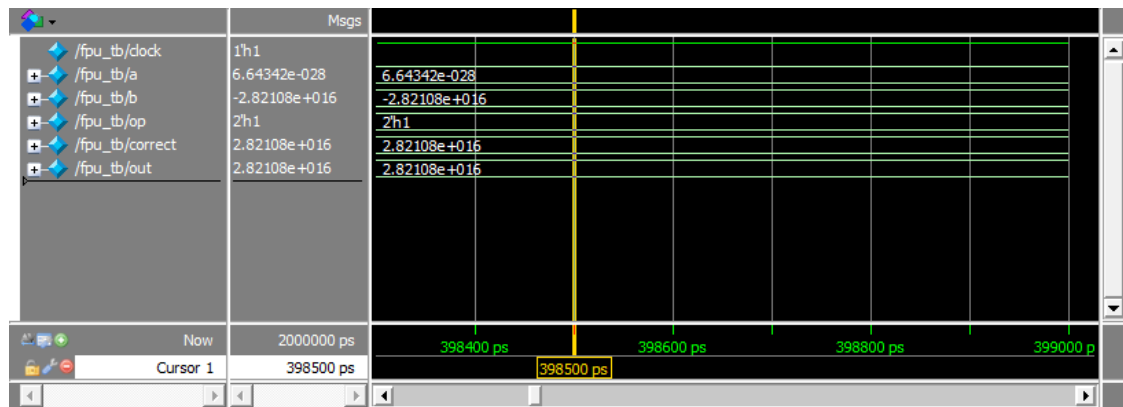 Msgs
/fpu_tb/clock 1'h1
/fpu_tb/a 6.64342e-028 6.64342e-028
/fpu_tb/b -2.82108e+016 -2.82108e+016
/fpu_tb/op 2'h1 2'h1
/fpu_tb/correct 2.82108e+016 2.82108e+016
/fpu_tb/out 2.82108e+016 2.82108e+016
Now 2000000 ps 398400 ps 398600 ps 398800 ps 399000 p
Cursor 1 398500 ps 398500 ps